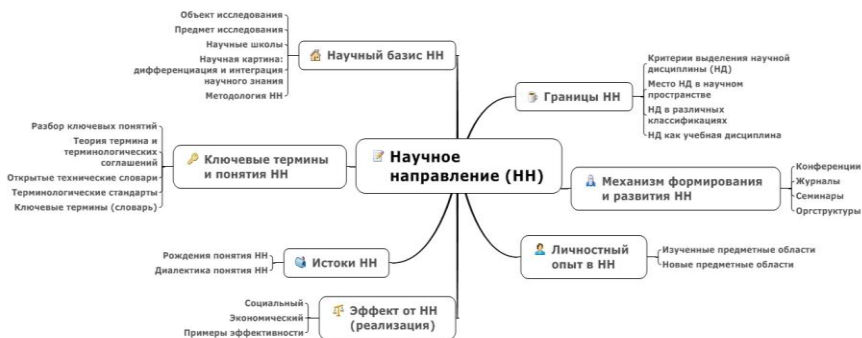 Объект исследования
Предмет исследования
Научные школы
Научная картина:
дифференциация и интеграция
научного знания
Методология НН
Научный базис НН
Разбор ключевых понятий
Теория термина и
терминологических
соглашений
Открытые технические словари
Терминологические стандарты
Ключевые термины (словарь)
Ключевые термины
и понятия НН
Рождения понятия НН
Диалектика понятия НН
Истоки НН
Социальный
Экономический
Примеры эффективности
Эффект от НН
(реализация)
Научное
направление (НН)
Границы НН
Критерии выделения научной
дисциплины (НД)
Место НД в научном
пространстве
НД в различных
классификациях
НД как учебная дисциплина
Механизм формирования
и развития НН
Конференции
Журналы
Семинары
Оргструктуры
Личностный
опыт в НН
Изученные предметные области
Новые предметные области